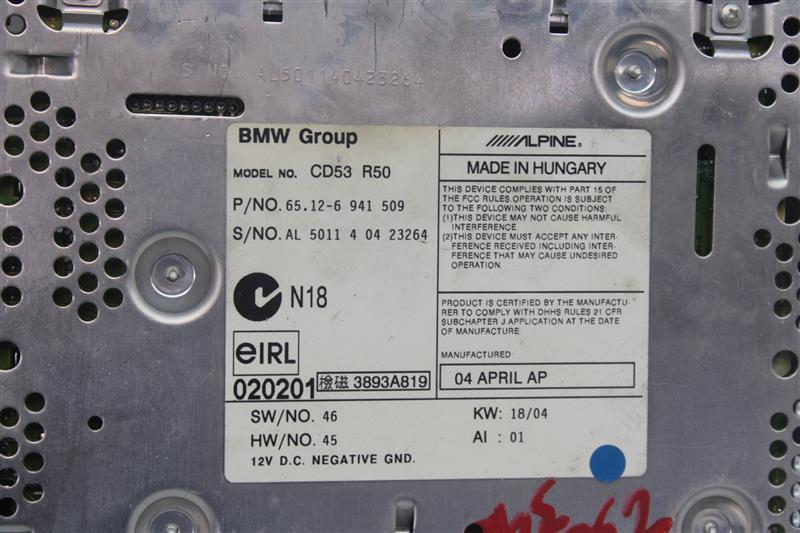 S/NO AL501140423264
BMW Group
MODEL NO. CD53 R50
P/NO. 65.12-6 941 509
S/NO. AL 5011 4 04 23264
N18
eIRL
020201 檢磁 3893A819
SW/NO. 46
HW/NO. 45
12V D.C. NEGATIVE GND.
KW: 18/04
AI : 01
ALPINE®
MADE IN HUNGARY
THIS DEVICE COMPLIES WITH PART 15 OF
THE FCC RULES.OPERATION IS SUBJECT
TO THE FOLLOWING TWO CONDITIONS:
(1)THIS DEVICE MAY NOT CAUSE HARMFUL
INTERFERENCE.
(2)THIS DEVICE MUST ACCEPT ANY INTER-
FERENCE RECEIVED INCLUDING INTER-
FERENCE THAT MAY CAUSE UNDESIRED
OPERATION.
PRODUCT IS CERTIFIED BY THE MANUFACTU-
RER TO COMPLY WITH DHHS RULES 21 CFR
SUBCHAPTER J APPLICATION AT THE DATE
OF MANUFACTURE.
MANUFACTURED:
04 APRIL AP